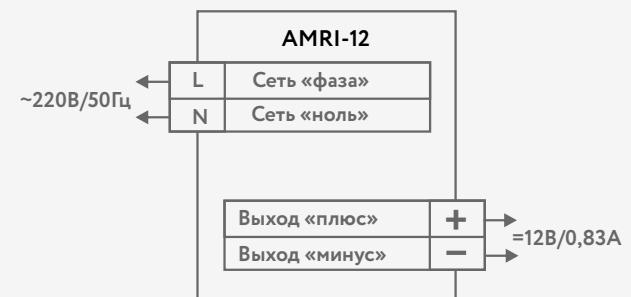 AMRI-12
L Сеть «фаза»
~220В/50Гц
N Сеть «ноль»
Выход «плюс» +
=12В/0,83А
Выход «минус» −